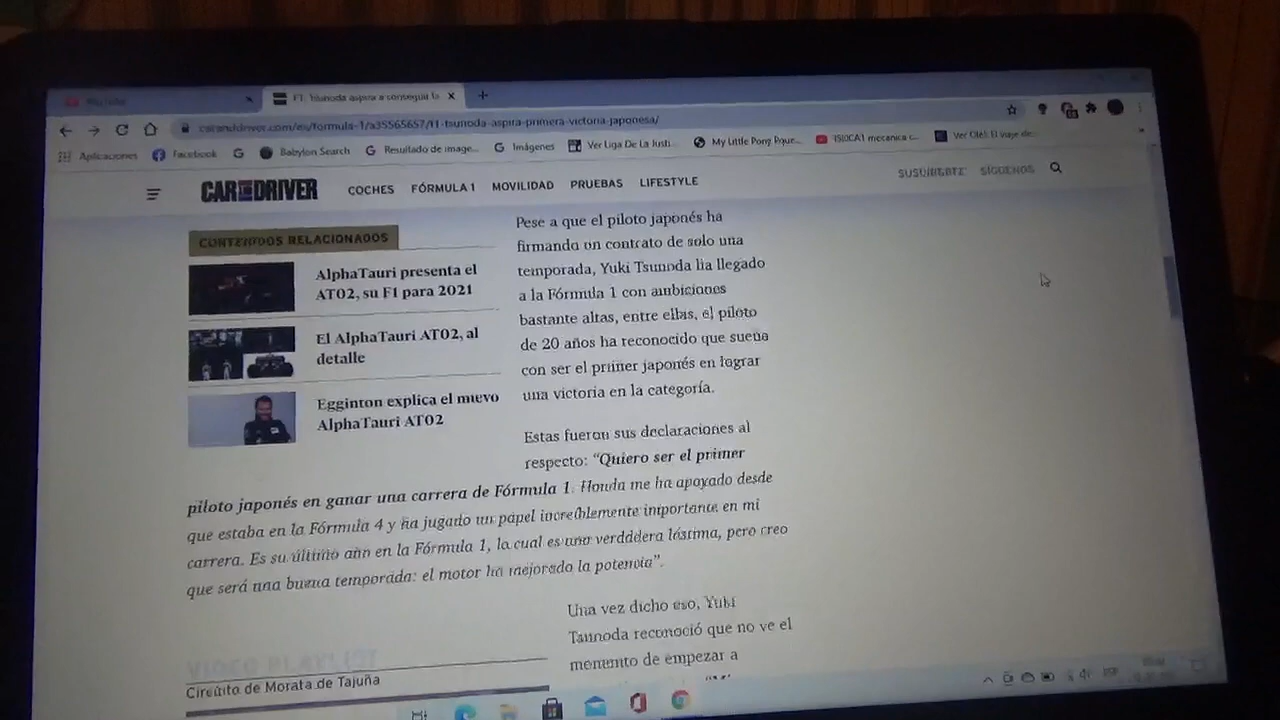 YouTube
F1: Tsunoda aspira a conseguir la
caranddriver.com/es/formula-1/a35565657/f1-tsunoda-aspira-primera-victoria-japonesa/
Aplicaciones
Facebook
Babylon Search
Resultado de image...
Imágenes
Ver Liga De La Justi...
My Little Pony Pque...
Ver Olé! El viaje de...
CAR AND DRIVER
COCHES
FÓRMULA 1
MOVILIDAD
PRUEBAS
LIFESTYLE
SUSCRÍBETE
SÍGUENOS
CONTENIDOS RELACIONADOS
AlphaTauri presenta el
AT02, su F1 para 2021
El AlphaTauri AT02, al
detalle
Egginton explica el nuevo
AlphaTauri AT02
Pese a que el piloto japonés ha
firmando un contrato de solo una
temporada, Yuki Tsunoda ha llegado
a la Fórmula 1 con ambiciones
bastante altas, entre ellas, el piloto
de 20 años ha reconocido que sueña
con ser el primer japonés en lograr
una victoria en la categoría.
Estas fueron sus declaraciones al
respecto: “Quiero ser el primer
piloto japonés en ganar una carrera de Fórmula 1. Honda me ha apoyado desde
que estaba en la Fórmula 4 y ha jugado un papel increíblemente importante en mi
carrera. Es su último año en la Fórmula 1, lo cual es una verdadera lástima, pero creo
que será una buena temporada: el motor ha mejorado la potencia”.
Una vez dicho eso, Yuki
Tsunoda reconoció que no ve el
momento de empezar a
Circuito de Morata de Tajuña